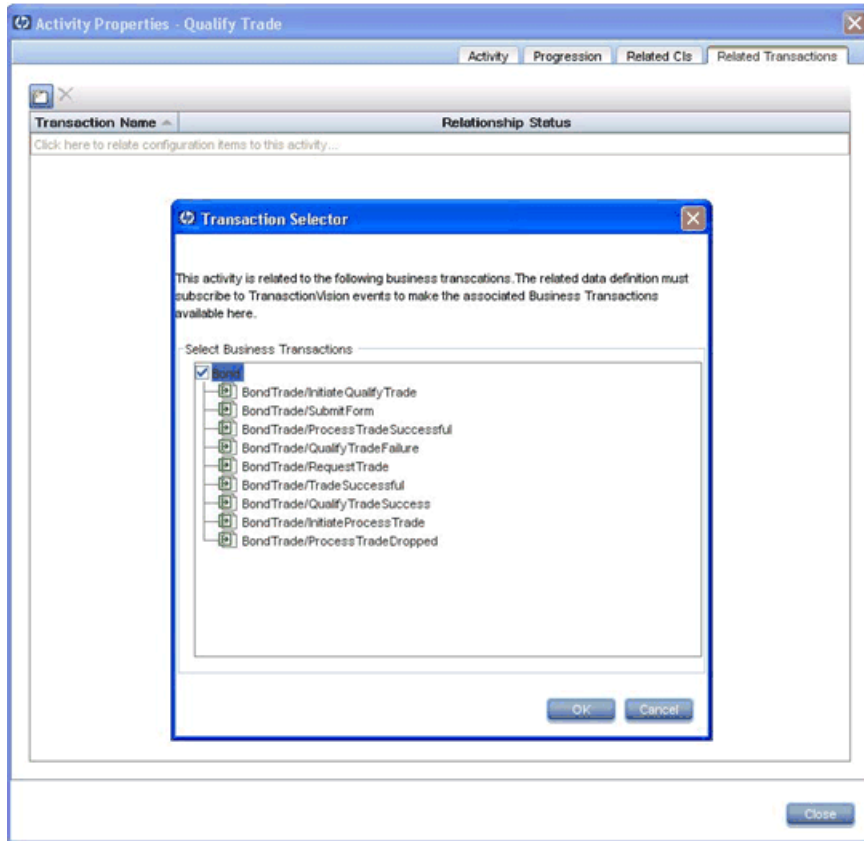 Activity Properties - Qualify Trade
Activity Progression Related CIs Related Transactions
Transaction Name Relationship Status
Click here to relate configuration items to this activity...
Transaction Selector
This activity is related to the following business transcations.The related data definition must
subscribe to TranasctionVision events to make the associated Business Transactions
available here.
Select Business Transactions
Bond
BondTrade/InitiateQualifyTrade
BondTrade/SubmitForm
BondTrade/ProcessTradeSuccessful
BondTrade/QualifyTradeFailure
BondTrade/RequestTrade
BondTrade/TradeSuccessful
BondTrade/QualifyTradeSuccess
BondTrade/InitiateProcessTrade
BondTrade/ProcessTradeDropped
OK Cancel
Close